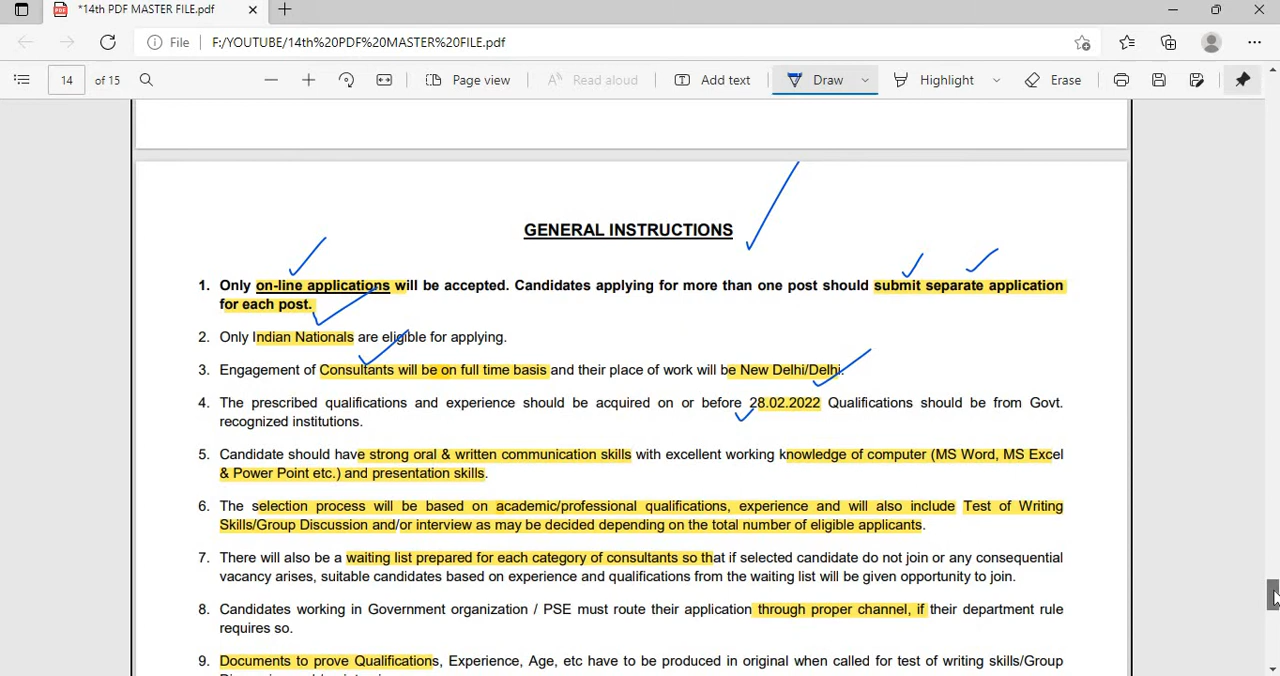 *14th PDF MASTER FILE.pdf
File F:/YOUTUBE/14th%20PDF%20MASTER%20FILE.pdf
14 of 15 Page view Read aloud Add text Draw Highlight Erase
GENERAL INSTRUCTIONS
1. Only on-line applications will be accepted. Candidates applying for more than one post should submit separate application
for each post.
2. Only Indian Nationals are eligible for applying.
3. Engagement of Consultants will be on full time basis and their place of work will be New Delhi/Delhi.
4. The prescribed qualifications and experience should be acquired on or before 28.02.2022 Qualifications should be from Govt.
recognized institutions.
5. Candidate should have strong oral & written communication skills with excellent working knowledge of computer (MS Word, MS Excel
& Power Point etc.) and presentation skills.
6. The selection process will be based on academic/professional qualifications, experience and will also include Test of Writing
Skills/Group Discussion and/or interview as may be decided depending on the total number of eligible applicants.
7. There will also be a waiting list prepared for each category of consultants so that if selected candidate do not join or any consequential
vacancy arises, suitable candidates based on experience and qualifications from the waiting list will be given opportunity to join.
8. Candidates working in Government organization / PSE must route their application through proper channel, if their department rule
requires so.
9. Documents to prove Qualifications, Experience, Age, etc have to be produced in original when called for test of writing skills/Group